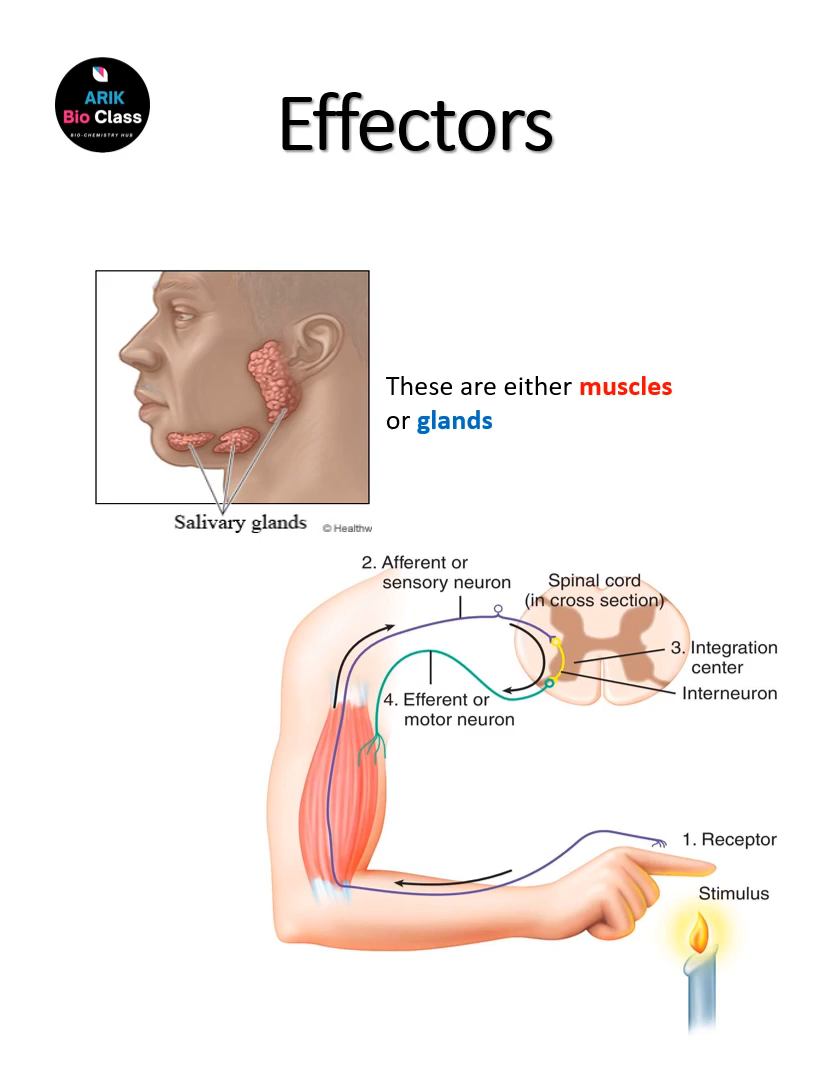 ARIK
Bio Class
BIO-CHEMISTRY HUB
Effectors
These are either muscles
or glands
Salivary glands
© Healthw
2. Afferent or
sensory neuron
Spinal cord
(in cross section)
3. Integration
center
Interneuron
4. Efferent or
motor neuron
1. Receptor
Stimulus